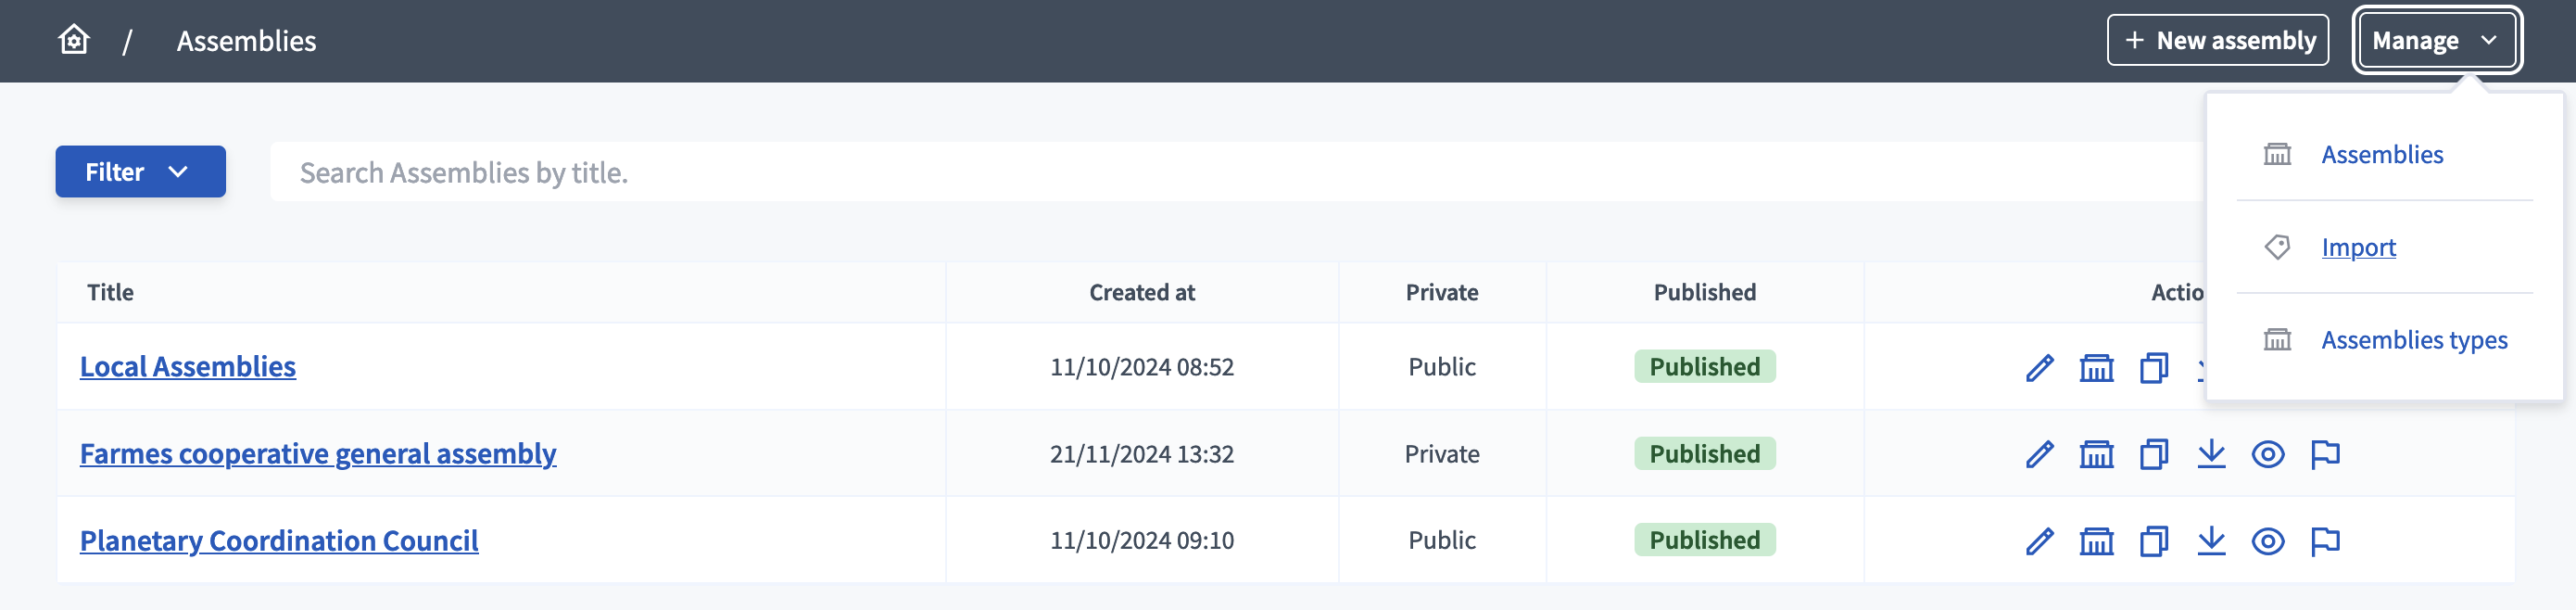 / Assemblies
+ New assembly
Manage
Filter
Search Assemblies by title.
Assemblies
Import
Assemblies types
Title Created at Private Published
Local Assemblies 11/10/2024 08:52 Public Published
Farmes cooperative general assembly 21/11/2024 13:32 Private Published
Planetary Coordination Council 11/10/2024 09:10 Public Published